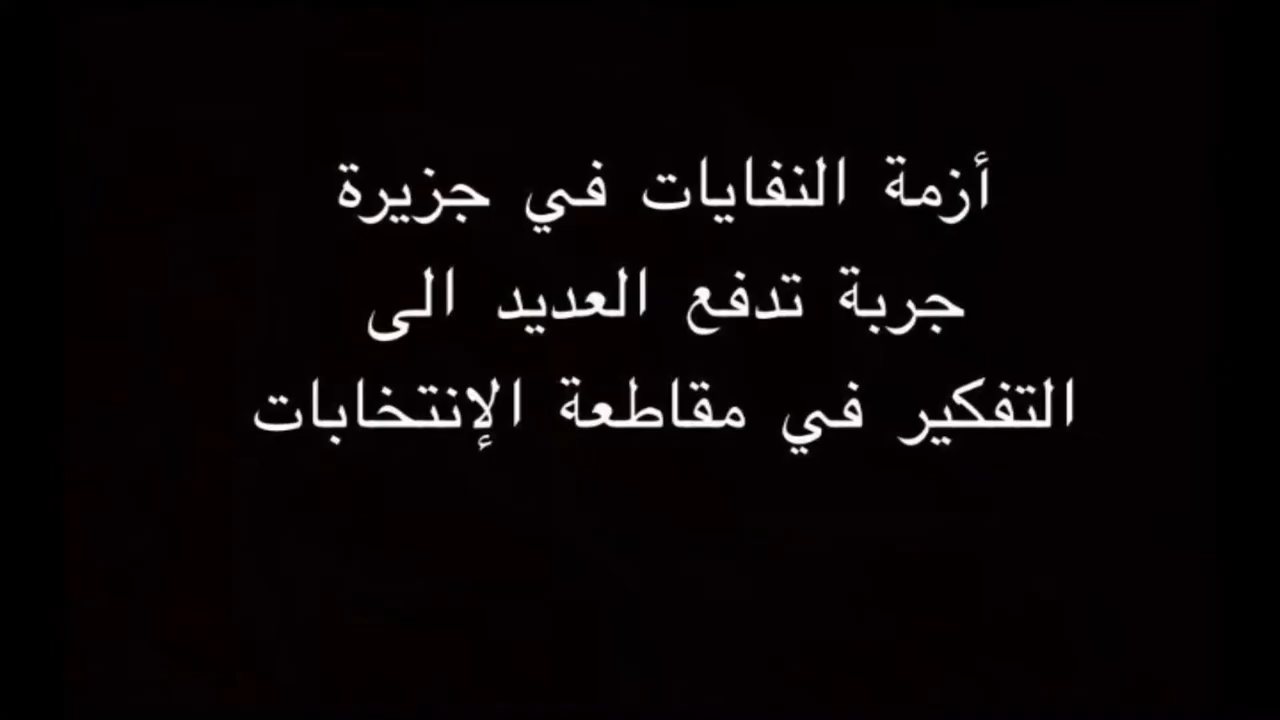 أزمة النفايات في جزيرة
جربة تدفع العديد الى
التفكير في مقاطعة الإنتخابات